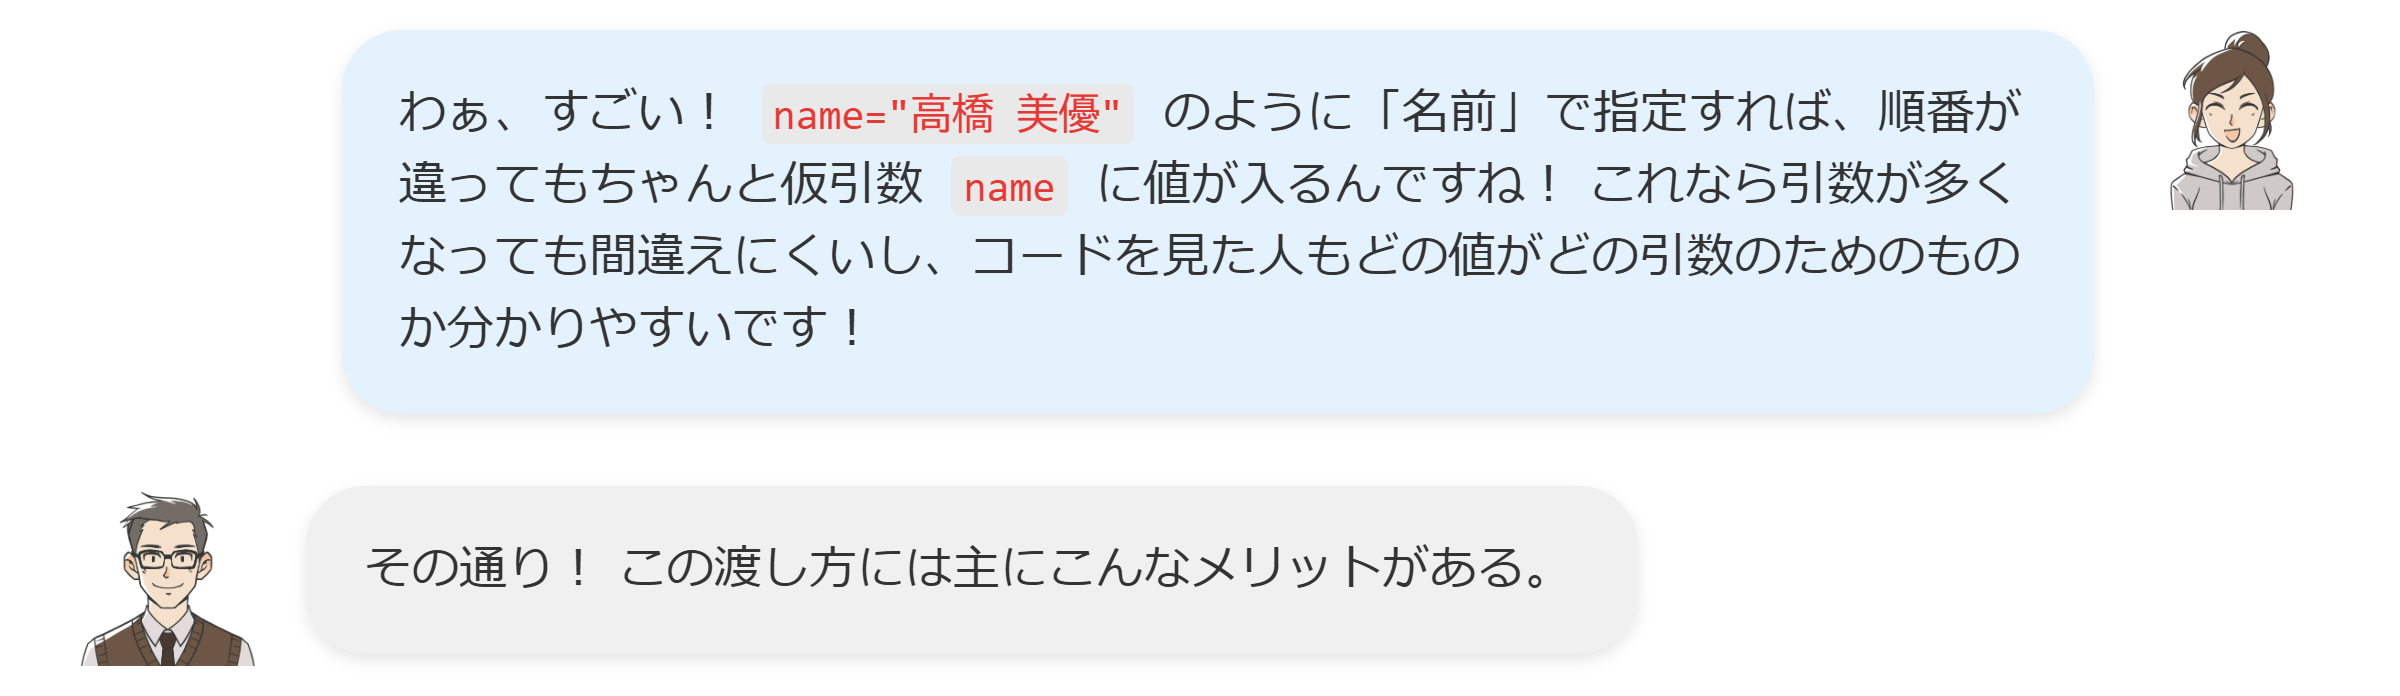 わぁ、すごい！ name="高橋 美優" のように「名前」で指定すれば、順番が
違ってもちゃんと仮引数 name に値が入るんですね！ これなら引数が多く
なっても間違えにくいし、コードを見た人もどの値がどの引数のためのもの
か分かりやすいです！
その通り！ この渡し方には主にこんなメリットがある。